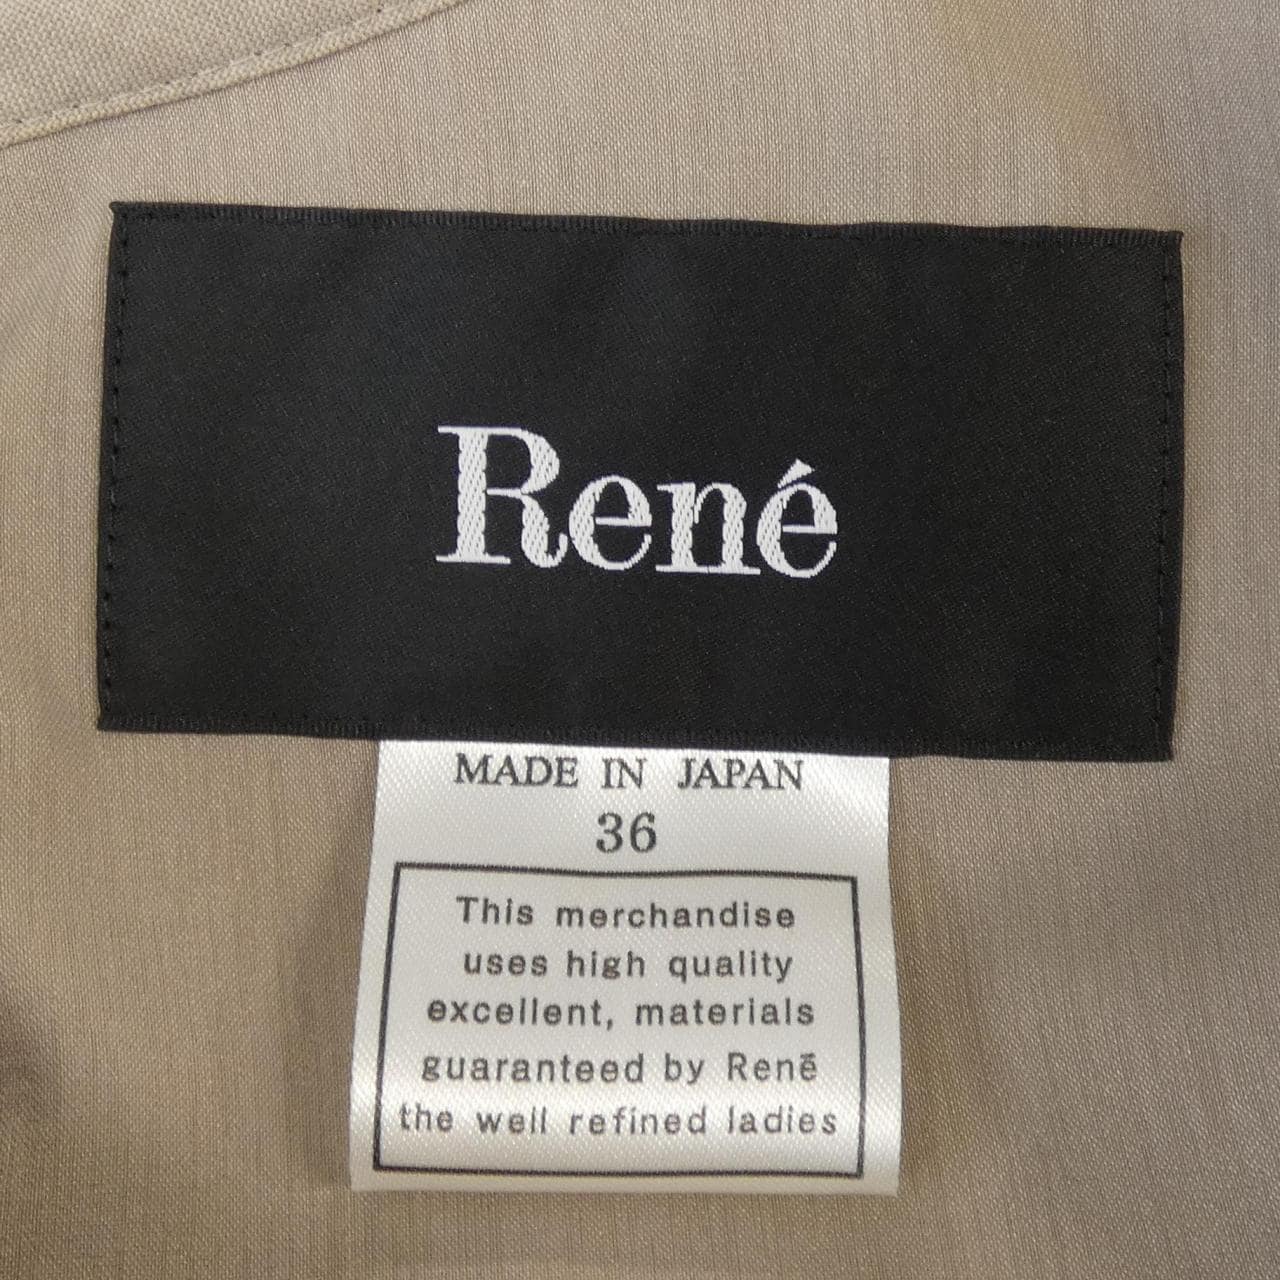 René
MADE IN JAPAN
36
This merchandise
uses high quality
excellent, materials
guaranteed by Renē
the well refined ladies